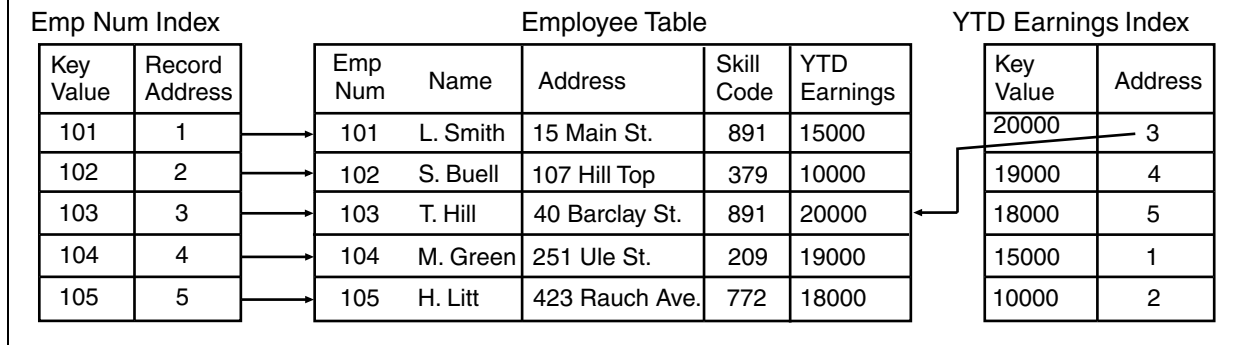 Emp Num Index Employee Table YTD Earnings Index
Key Value Record Address Emp Num Name Address Skill Code YTD Earnings Key Value Address
101 1 101 L. Smith 15 Main St. 891 15000 20000 3
102 2 102 S. Buell 107 Hill Top 379 10000 19000 4
103 3 103 T. Hill 40 Barclay St. 891 20000 18000 5
104 4 104 M. Green 251 Ule St. 209 19000 15000 1
105 5 105 H. Litt 423 Rauch Ave. 772 18000 10000 2